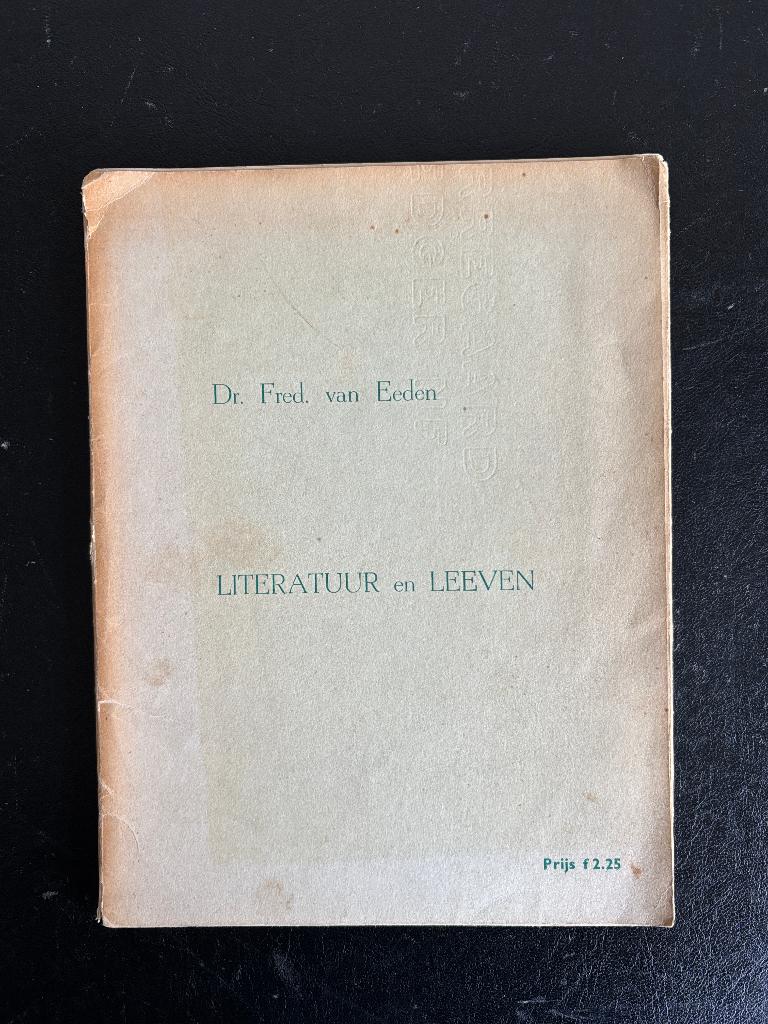 Dr. Fred. van Eeden
LITERATUUR en LEEVEN
Prijs f 2.25